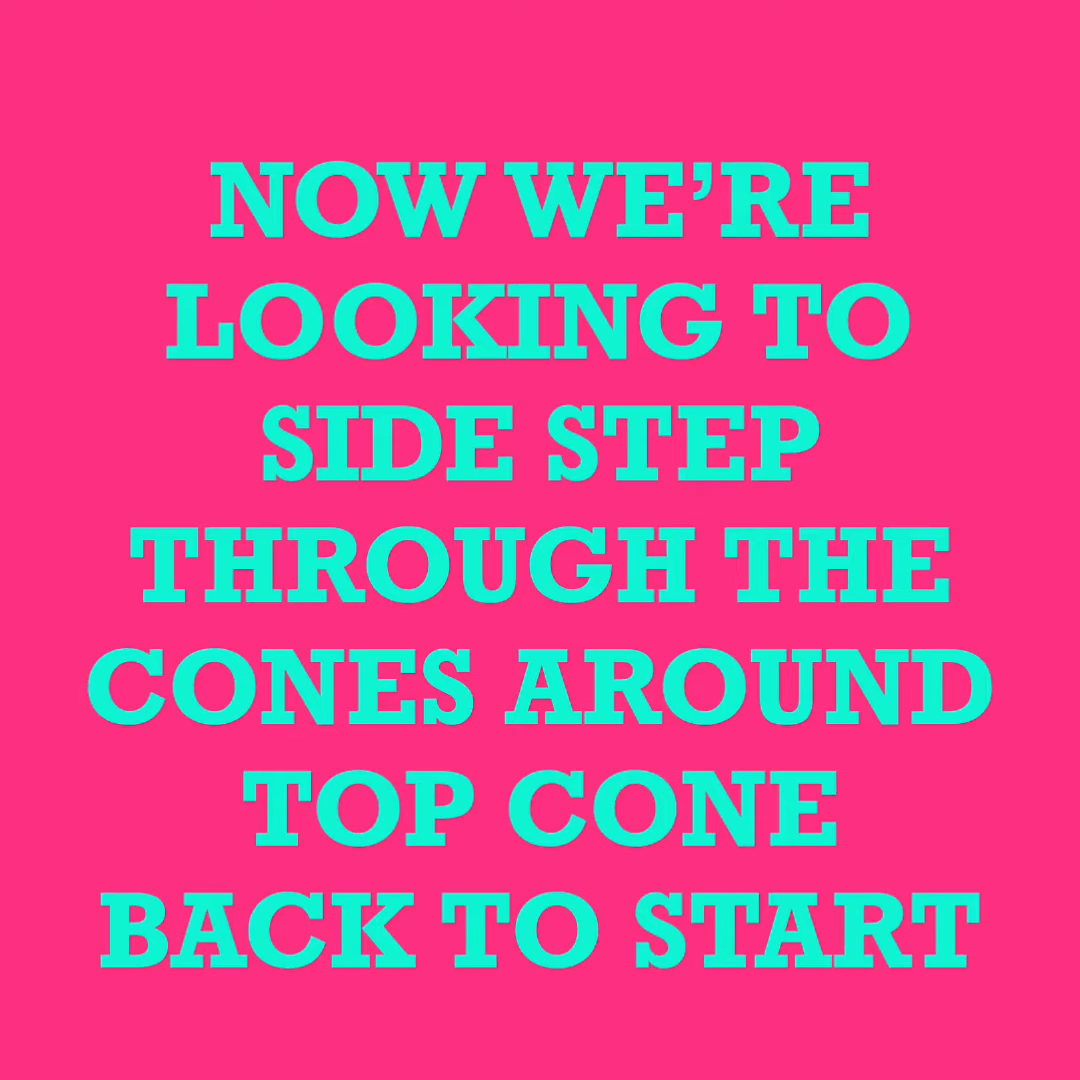 NOW WE’RE
LOOKING TO
SIDE STEP
THROUGH THE
CONES AROUND
TOP CONE
BACK TO START